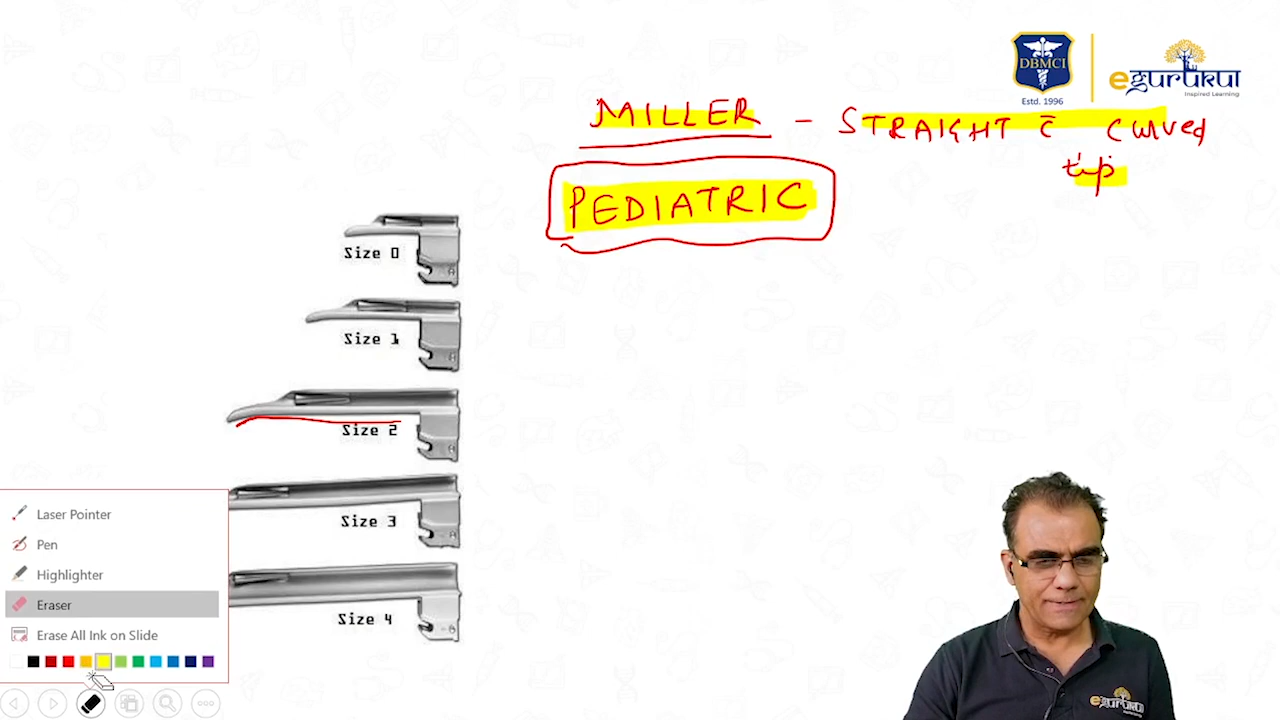 DBMCI
Estd. 1996
egurukul
Inspired Learning
MILLER - STRAIGHT c̄ curved
tip
PEDIATRIC
Size 0
Size 1
Size 2
Size 3
Size 4
Laser Pointer
Pen
Highlighter
Eraser
Erase All Ink on Slide
egurukul